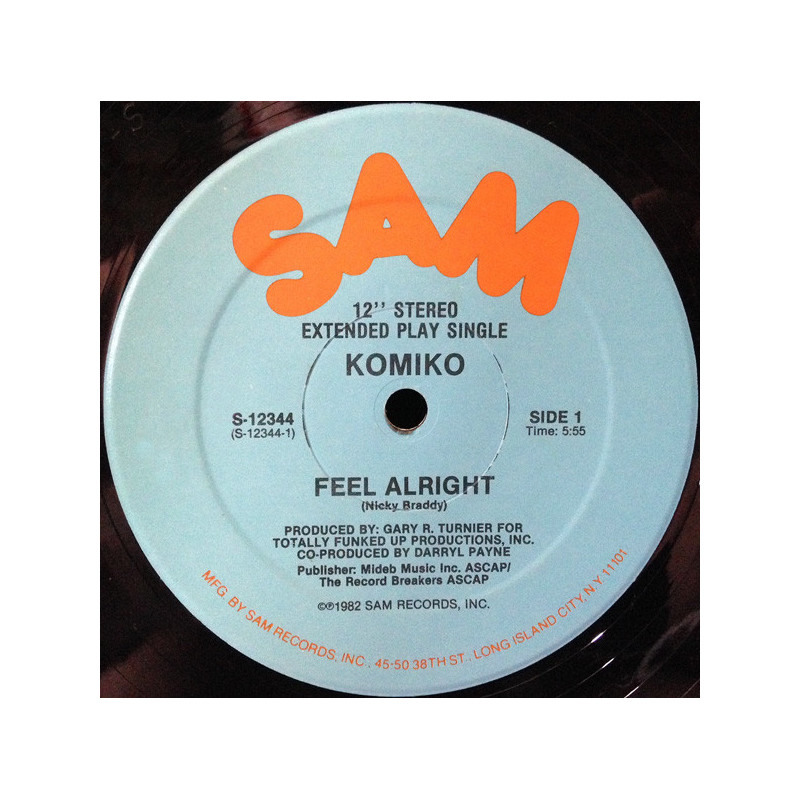 SAM
12'' STEREO
EXTENDED PLAY SINGLE
KOMIKO
S-12344
(S-12344-1)
SIDE 1
Time: 5:55
FEEL ALRIGHT
(Nicky Braddy)
PRODUCED BY: GARY R. TURNIER FOR
TOTALLY FUNKED UP PRODUCTIONS, INC.
CO-PRODUCED BY DARRYL PAYNE
Publisher: Mideb Music Inc. ASCAP/
The Record Breakers ASCAP
©℗1982 SAM RECORDS, INC.
MFG. BY SAM RECORDS, INC., 45-50 38TH ST., LONG ISLAND CITY, N.Y. 11101